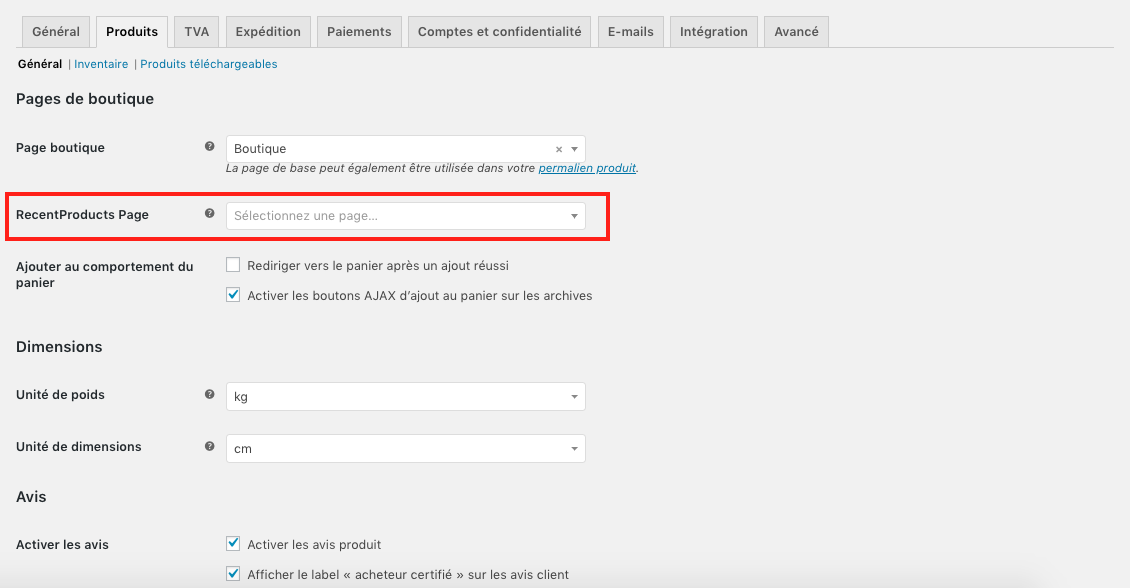 Général Produits TVA Expédition Paiements Comptes et confidentialité E-mails Intégration Avancé
Général | Inventaire | Produits téléchargeables
Pages de boutique
Page boutique ? Boutique ×
La page de base peut également être utilisée dans votre permalien produit.
RecentProducts Page ? Sélectionnez une page...
Ajouter au comportement du
panier
Rediriger vers le panier après un ajout réussi
Activer les boutons AJAX d’ajout au panier sur les archives
Dimensions
Unité de poids ? kg
Unité de dimensions ? cm
Avis
Activer les avis Activer les avis produit
Afficher le label « acheteur certifié » sur les avis client